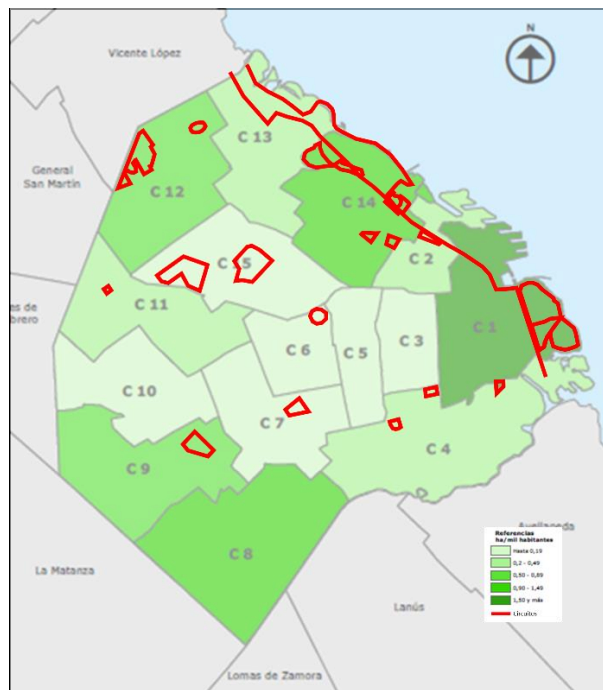 N
Vicente López
C 13
General
San Martín
C 12
C 14
C 15
C 2
es de
brero
C 11
C 1
C 6
C 5
C 3
C 10
C 7
C 9
C 4
C 8
Avellaneda
La Matanza
Lanús
Lomas de Zamora
Referencias
ha/mil habitantes
Hasta 0,19
0,2 - 0,49
0,50 - 0,89
0,90 - 1,49
1,50 y más
Circuitos